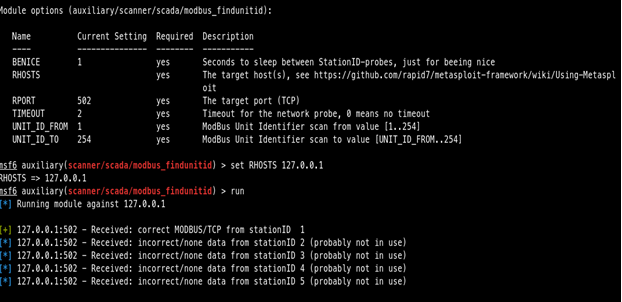 Module options (auxiliary/scanner/scada/modbus_findunitid):
Name Current Setting Required Description
---- --------------- -------- -----------
BENICE 1 yes Seconds to sleep between StationID-probes, just for beeing nice
RHOSTS yes The target host(s), see https://github.com/rapid7/metasploit-framework/wiki/Using-Metaspl
oit
RPORT 502 yes The target port (TCP)
TIMEOUT 2 yes Timeout for the network probe, 0 means no timeout
UNIT_ID_FROM 1 yes ModBus Unit Identifier scan from value [1..254]
UNIT_ID_TO 254 yes ModBus Unit Identifier scan to value [UNIT_ID_FROM..254]
msf6 auxiliary(scanner/scada/modbus_findunitid) > set RHOSTS 127.0.0.1
RHOSTS => 127.0.0.1
msf6 auxiliary(scanner/scada/modbus_findunitid) > run
[*] Running module against 127.0.0.1
[+] 127.0.0.1:502 - Received: correct MODBUS/TCP from stationID 1
[*] 127.0.0.1:502 - Received: incorrect/none data from stationID 2 (probably not in use)
[*] 127.0.0.1:502 - Received: incorrect/none data from stationID 3 (probably not in use)
[*] 127.0.0.1:502 - Received: incorrect/none data from stationID 4 (probably not in use)
[*] 127.0.0.1:502 - Received: incorrect/none data from stationID 5 (probably not in use)